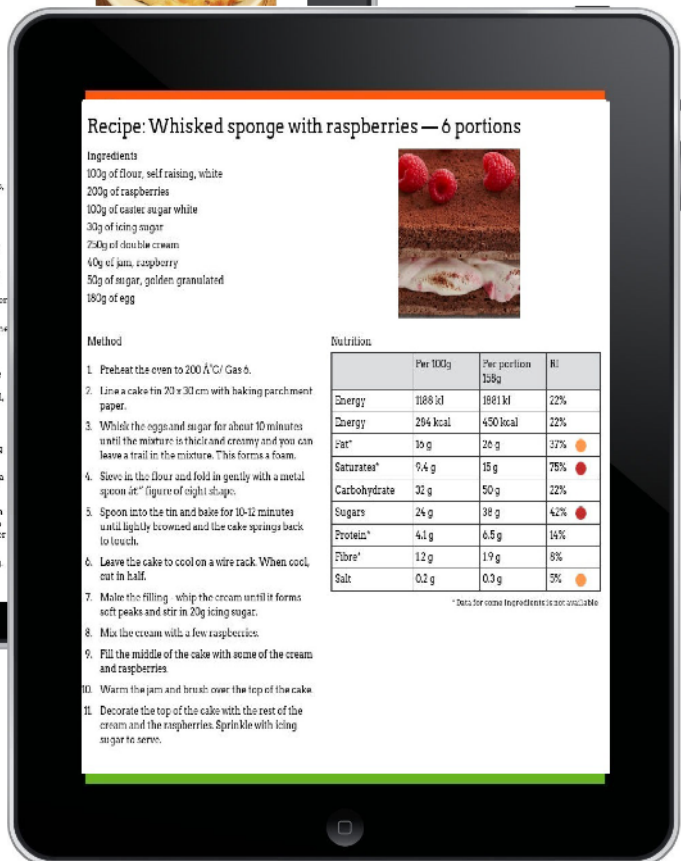 Recipe: Whisked sponge with raspberries — 6 portions
Ingredients
100g of flour, self raising, white
200g of raspberries
100g of caster sugar white
30g of icing sugar
250g of double cream
40g of jam, raspberry
50g of sugar, golden granulated
180g of egg
Method
1. Preheat the oven to 200 Â°C/ Gas 6.
2. Line a cake tin 20 x 30 cm with baking parchment
paper.
3. Whisk the eggs and sugar for about 10 minutes
until the mixture is thick and creamy and you can
leave a trail in the mixture. This forms a foam.
4. Sieve in the flour and fold in gently with a metal
spoon figure of eight shape.
5. Spoon into the tin and bake for 10-12 minutes
until lightly browned and the cake springs back
to touch.
6. Leave the cake to cool on a wire rack. When cool,
cut in half.
7. Make the filling - whip the cream until it forms
soft peaks and stir in 20g icing sugar.
8. Mix the cream with a few raspberries.
9. Fill the middle of the cake with some of the cream
and raspberries.
10. Warm the jam and brush over the top of the cake.
11. Decorate the top of the cake with the rest of the
cream and the raspberries. Sprinkle with icing
sugar to serve.
Nutrition
Per 100g Per portion RI
158g
Energy 1188 kJ 1881 kJ 22%
Energy 284 kcal 450 kcal 22%
Fat* 16 g 26 g 37%
Saturates* 9.4 g 15 g 75%
Carbohydrate 32 g 50 g 22%
Sugars 24 g 38 g 42%
Protein* 4.1 g 6.5 g 14%
Fibre* 1.2 g 1.9 g 8%
Salt 0.2 g 0.3 g 5%
* Data for some ingredients is not available